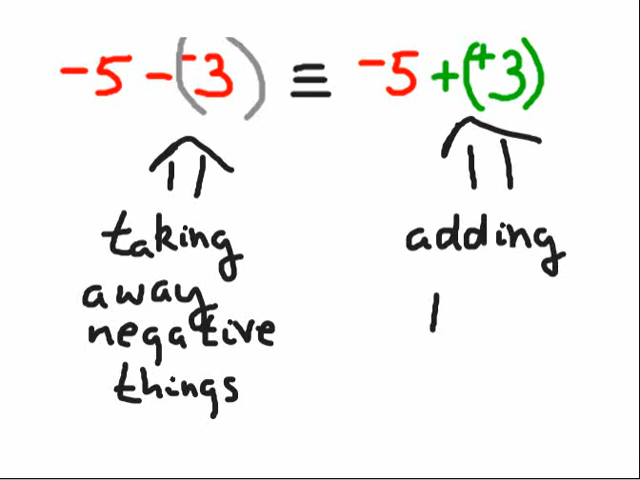 -5 -(-3) ≡ -5 +(+3)
taking
away
negative
things
adding